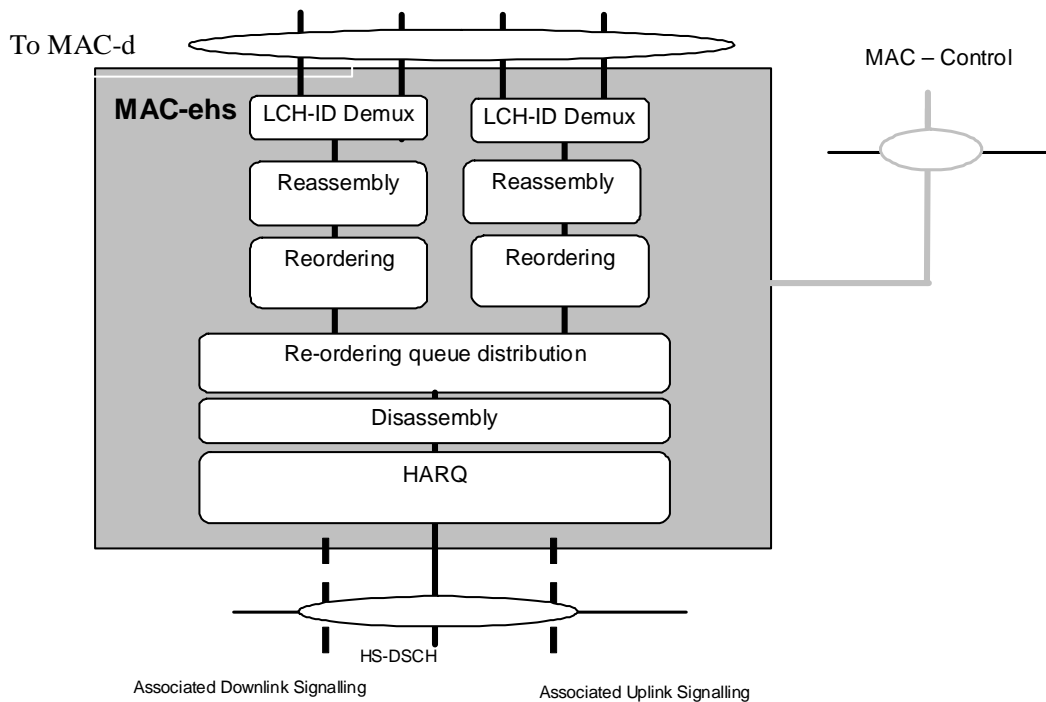 To MAC-d
MAC – Control
MAC-ehs
LCH-ID Demux
LCH-ID Demux
Reassembly
Reassembly
Reordering
Reordering
Re-ordering queue distribution
Disassembly
HARQ
HS-DSCH
Associated Downlink Signalling
Associated Uplink Signalling